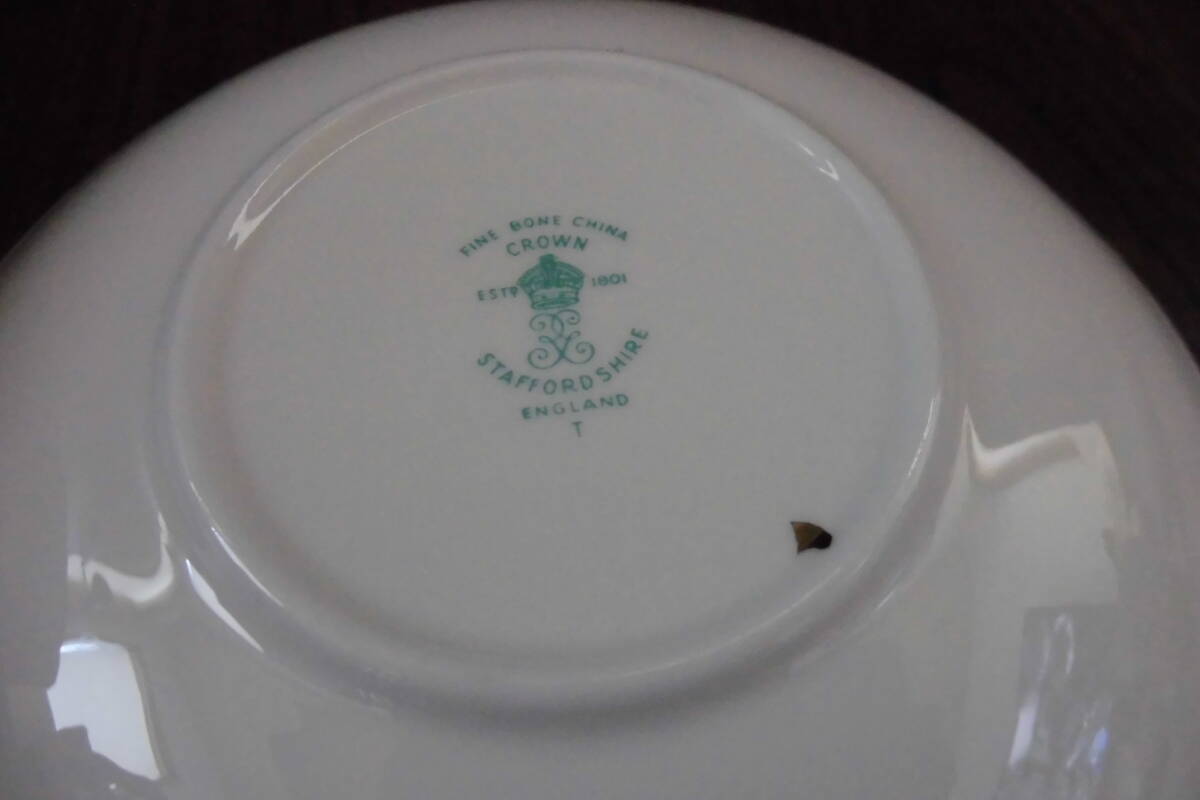 FINE BONE CHINA
CROWN
ESTD 1801
STAFFORDSHIRE
ENGLAND
T